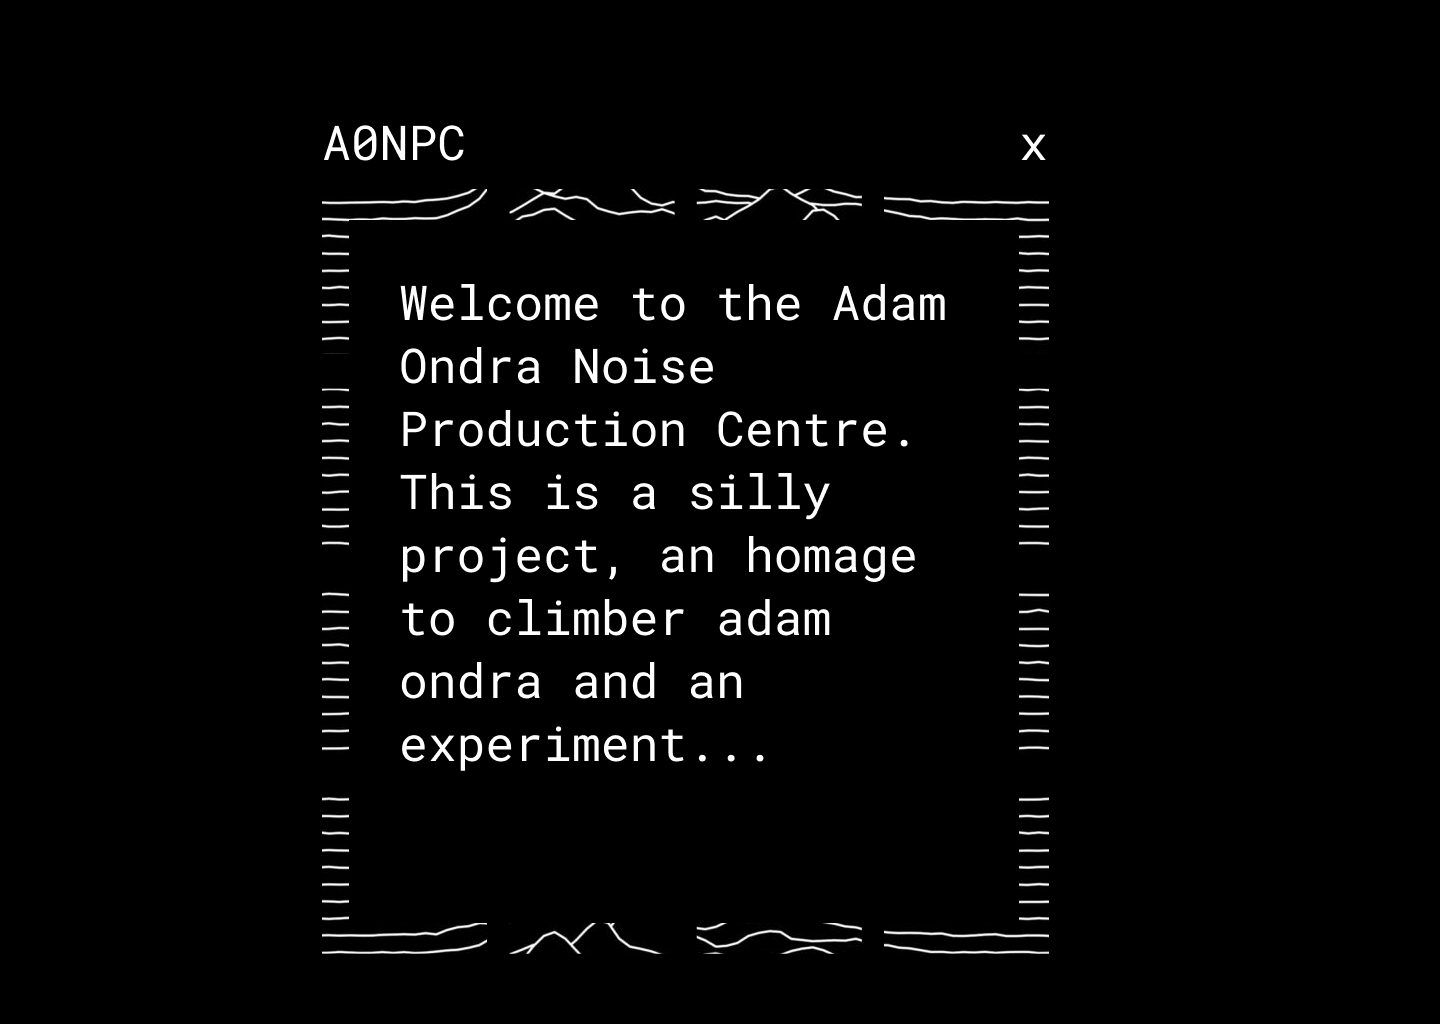 A0NPC x
Welcome to the Adam
Ondra Noise
Production Centre.
This is a silly
project, an homage
to climber adam
ondra and an
experiment...